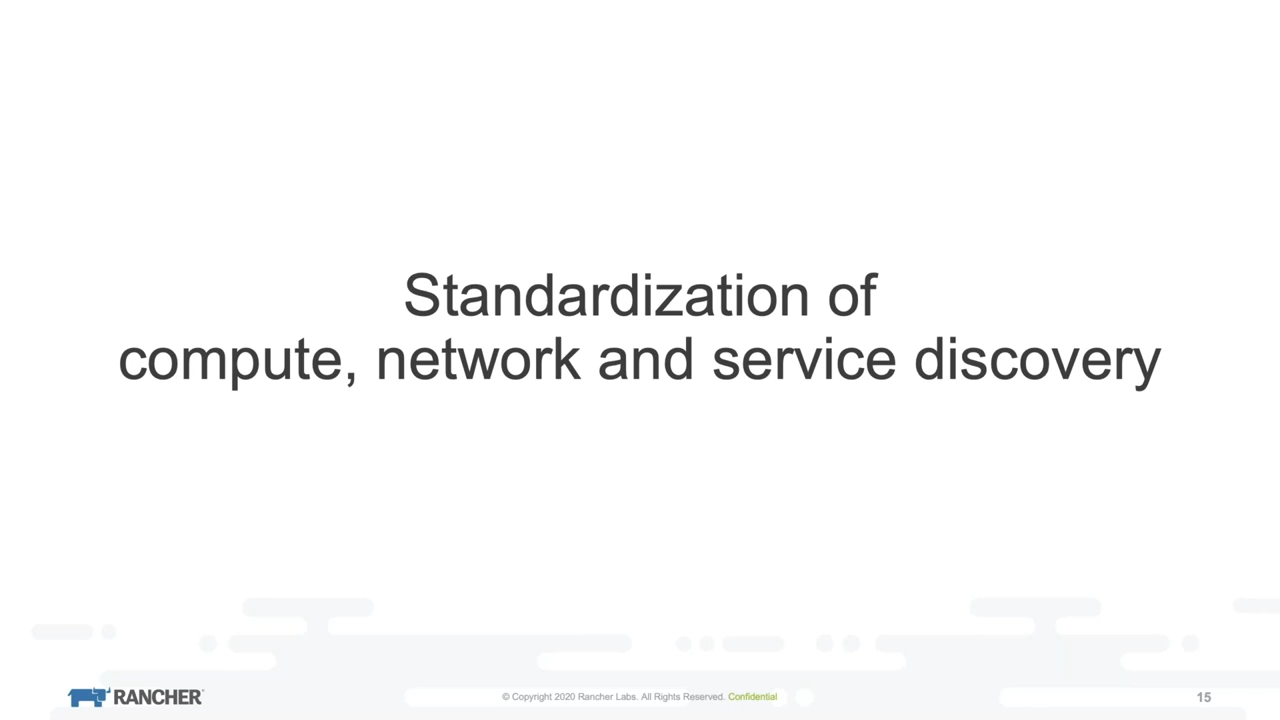 Standardization of
compute, network and service discovery
RANCHER®
© Copyright 2020 Rancher Labs. All Rights Reserved. Confidential
15